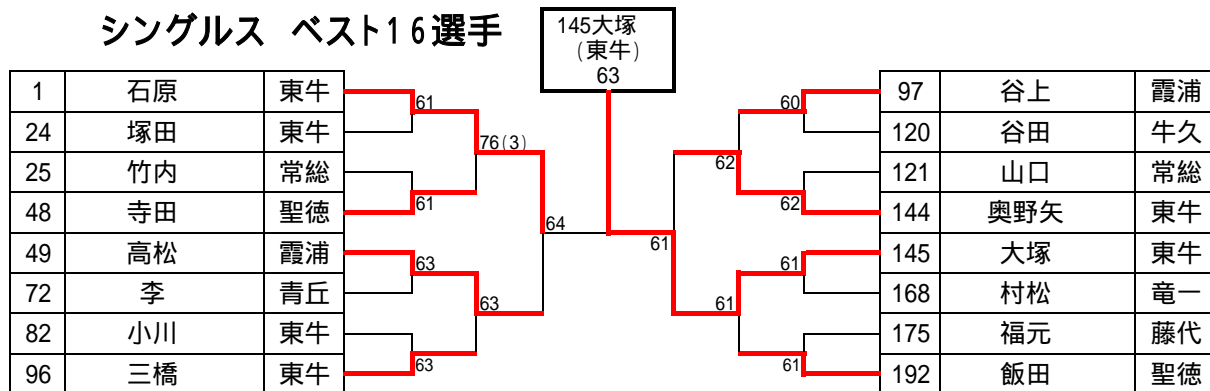 シングルス ベスト16選手
145大塚
(東牛)
63
1 石原 東牛
24 塚田 東牛
25 竹内 常総
48 寺田 聖徳
49 高松 霞浦
72 李 青丘
82 小川 東牛
96 三橋 東牛
61
61
63
63
76(3)
63
64
61
62
61
60
62
61
61
97 谷上 霞浦
120 谷田 牛久
121 山口 常総
144 奥野矢 東牛
145 大塚 東牛
168 村松 竜一
175 福元 藤代
192 飯田 聖徳